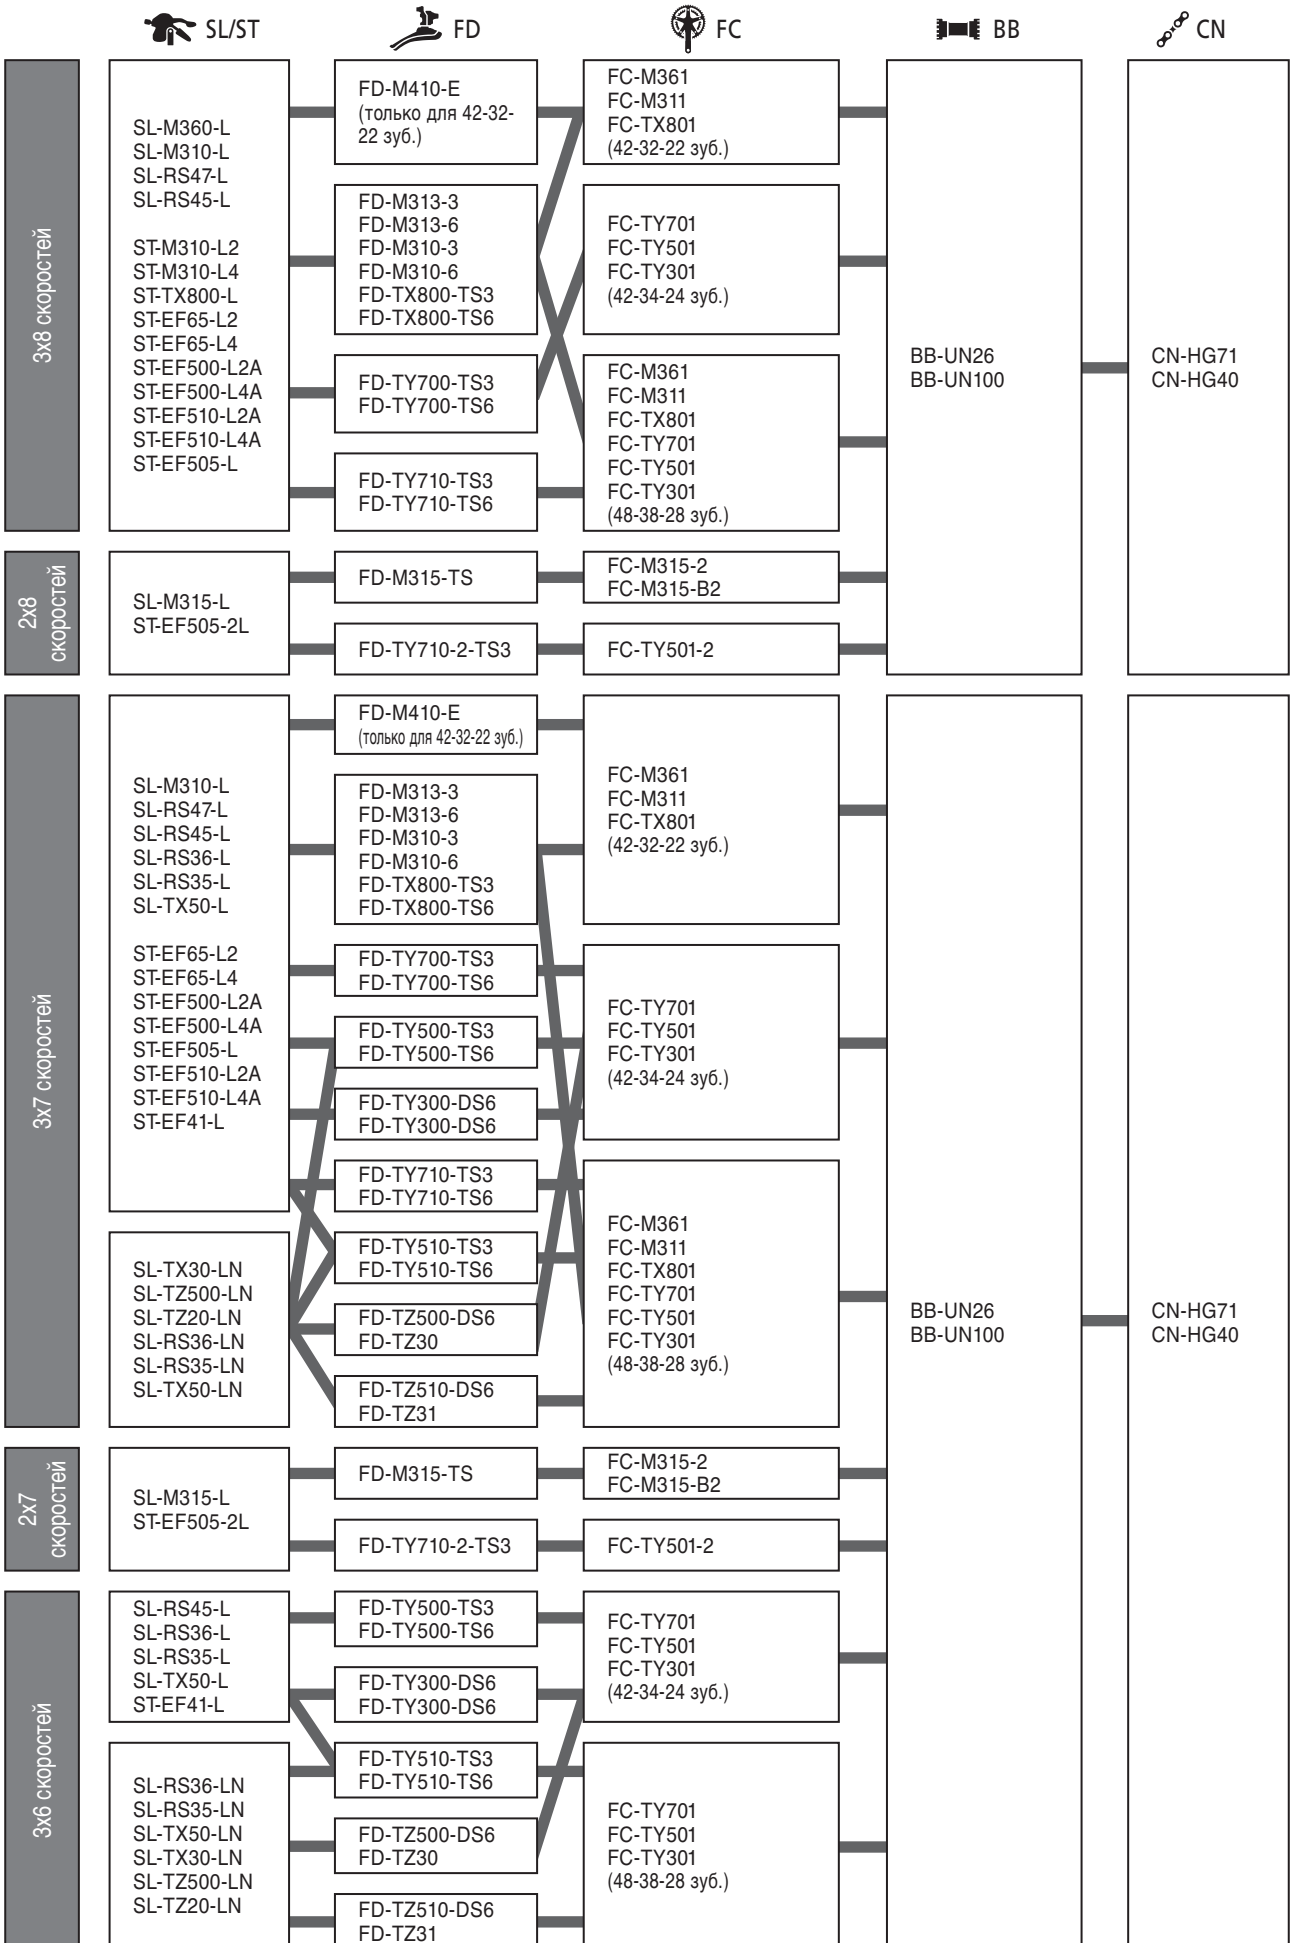 SL/ST
FD
FC
BB
CN
3x8 скоростей
SL-M360-L
SL-M310-L
SL-RS47-L
SL-RS45-L
ST-M310-L2
ST-M310-L4
ST-TX800-L
ST-EF65-L2
ST-EF65-L4
ST-EF500-L2A
ST-EF500-L4A
ST-EF510-L2A
ST-EF510-L4A
ST-EF505-L
FD-M410-E
(только для 42-32-
22 зуб.)
FD-M313-3
FD-M313-6
FD-M310-3
FD-M310-6
FD-TX800-TS3
FD-TX800-TS6
FD-TY700-TS3
FD-TY700-TS6
FD-TY710-TS3
FD-TY710-TS6
FC-M361
FC-M311
FC-TX801
(42-32-22 зуб.)
FC-TY701
FC-TY501
FC-TY301
(42-34-24 зуб.)
FC-M361
FC-M311
FC-TX801
FC-TY701
FC-TY501
FC-TY301
(48-38-28 зуб.)
BB-UN26
BB-UN100
CN-HG71
CN-HG40
2x8
скоростей
SL-M315-L
ST-EF505-2L
FD-M315-TS
FD-TY710-2-TS3
FC-M315-2
FC-M315-B2
FC-TY501-2
3x7 скоростей
SL-M310-L
SL-RS47-L
SL-RS45-L
SL-RS36-L
SL-RS35-L
SL-TX50-L
ST-EF65-L2
ST-EF65-L4
ST-EF500-L2A
ST-EF500-L4A
ST-EF505-L
ST-EF510-L2A
ST-EF510-L4A
ST-EF41-L
SL-TX30-LN
SL-TZ500-LN
SL-TZ20-LN
SL-RS36-LN
SL-RS35-LN
SL-TX50-LN
FD-M410-E
(только для 42-32-22 зуб.)
FD-M313-3
FD-M313-6
FD-M310-3
FD-M310-6
FD-TX800-TS3
FD-TX800-TS6
FD-TY700-TS3
FD-TY700-TS6
FD-TY500-TS3
FD-TY500-TS6
FD-TY300-DS6
FD-TY300-DS6
FD-TY710-TS3
FD-TY710-TS6
FD-TY510-TS3
FD-TY510-TS6
FD-TZ500-DS6
FD-TZ30
FD-TZ510-DS6
FD-TZ31
FC-M361
FC-M311
FC-TX801
(42-32-22 зуб.)
FC-TY701
FC-TY501
FC-TY301
(42-34-24 зуб.)
FC-M361
FC-M311
FC-TX801
FC-TY701
FC-TY501
FC-TY301
(48-38-28 зуб.)
BB-UN26
BB-UN100
CN-HG71
CN-HG40
2x7
скоростей
SL-M315-L
ST-EF505-2L
FD-M315-TS
FD-TY710-2-TS3
FC-M315-2
FC-M315-B2
FC-TY501-2
3x6 скоростей
SL-RS45-L
SL-RS36-L
SL-RS35-L
SL-TX50-L
ST-EF41-L
SL-RS36-LN
SL-RS35-LN
SL-TX50-LN
SL-TX30-LN
SL-TZ500-LN
SL-TZ20-LN
FD-TY500-TS3
FD-TY500-TS6
FD-TY300-DS6
FD-TY300-DS6
FD-TY510-TS3
FD-TY510-TS6
FD-TZ500-DS6
FD-TZ30
FD-TZ510-DS6
FD-TZ31
FC-TY701
FC-TY501
FC-TY301
(42-34-24 зуб.)
FC-TY701
FC-TY501
FC-TY301
(48-38-28 зуб.)